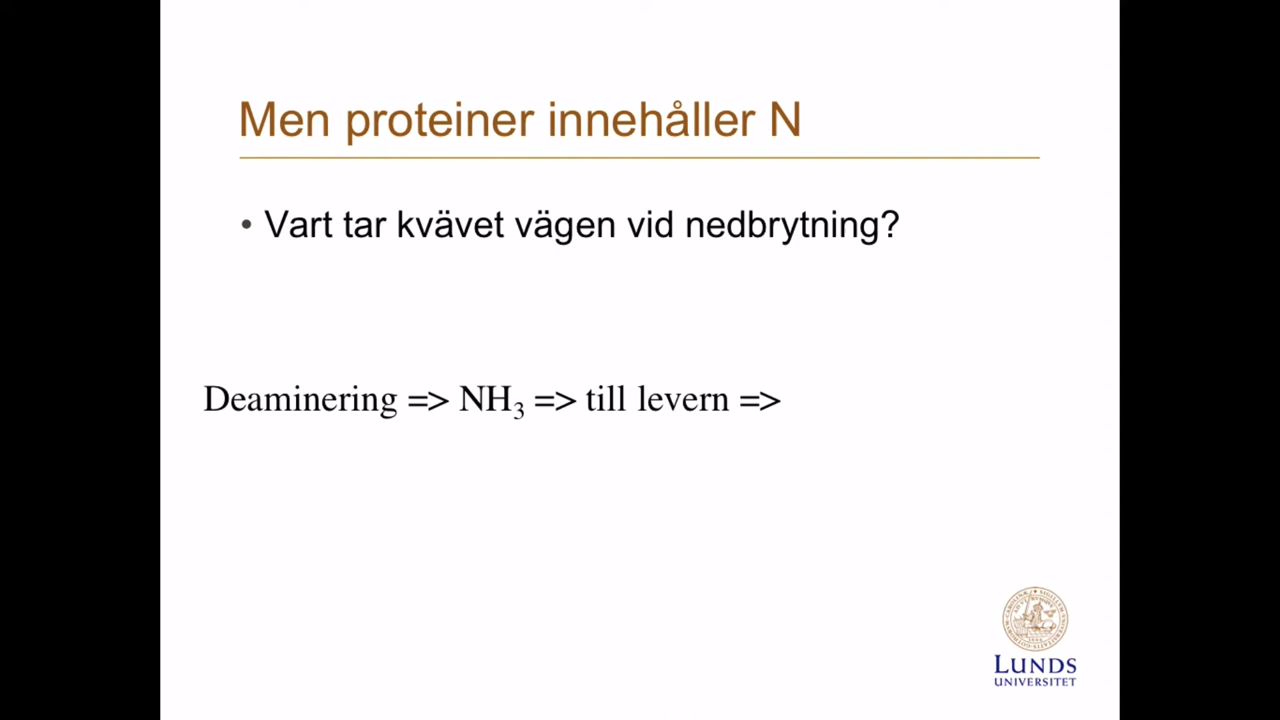 Men proteiner innehåller N
• Vart tar kvävet vägen vid nedbrytning?
Deaminering => NH₃ => till levern =>
LUNDS
UNIVERSITET